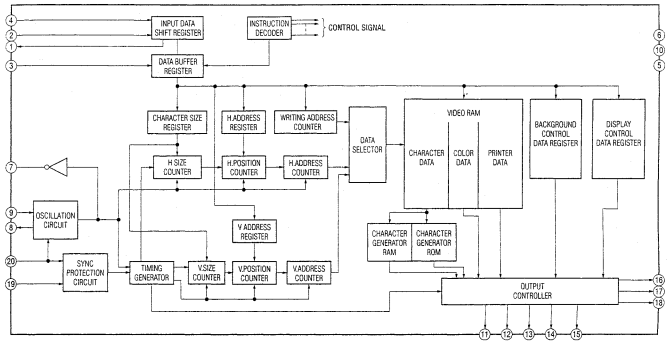 4
INPUT DATA
SHIFT REGISTER
INSTRUCTION
DECODER
CONTROL SIGNAL
2
1
6
10
3
DATA BUFFER
REGISTER
5
CHARACTER SIZE
REGISTER
H.ADDRESS
REGISTER
WRITING ADDRESS
COUNTER
DATA
SELECTOR
VIDEO RAM
CHARACTER
DATA
COLOR
DATA
PRINTER
DATA
BACKGROUND
CONTROL
DATA REGISTER
DISPLAY
CONTROL
DATA REGISTER
7
H SIZE
COUNTER
H.POSITION
COUNTER
H.ADDRESS
COUNTER
9
8
OSCILLATION
CIRCUIT
V ADDRESS
REGISTER
CHARACTER
GENERATOR
RAM
CHARACTER
GENERATOR
ROM
20
19
SYNC
PROTECTION
CIRCUIT
TIMING
GENERATOR
V.SIZE
COUNTER
V.POSITION
COUNTER
V.ADDRESS
COUNTER
OUTPUT
CONTROLLER
16
17
18
11
12
13
14
15